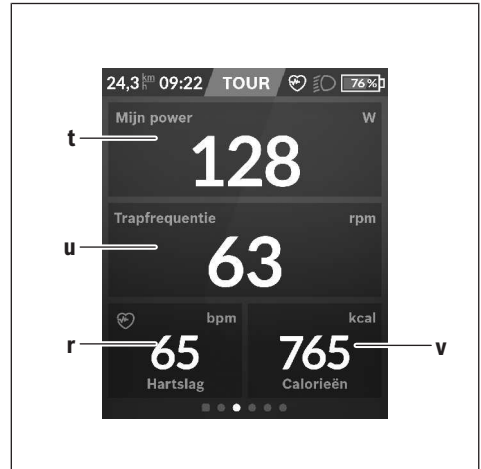 24,3 km/h 09:22 TOUR 76 %
Mijn power W
t
128
Trapfrequentie rpm
u
63
bpm kcal
r 65 765 v
Hartslag Calorieën